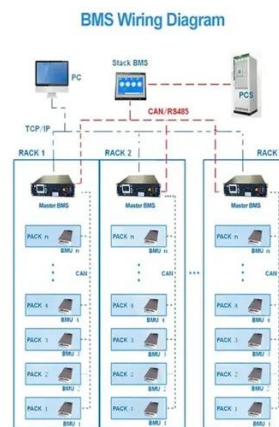 BMS Wiring Diagram
PC
Stack BMS
PCS
CAN/RS485
TCP/IP
RACK 1
RACK 2
RACK
Master BMS
Master BMS
Master BMS
PACK n
BMU n
PACK n
BMU n
PACK n
BMU n
CAN
CAN
CAN
PACK 4
BMU 4
PACK 4
BMU
PACK 4
BMU
PACK 3
BMU
PACK 3
BMU
PACK 3
BMU
PACK 2
BMU
PACK 2
BMU
PACK 2
BMU
PACK 1
BMU 1
PACK 1
BMU 1
PACK 1
BMU 1